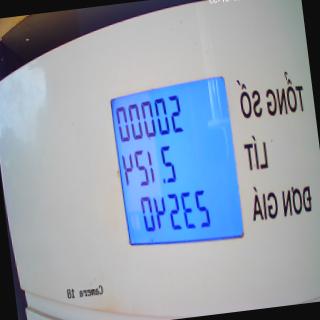 TỔNG SỐ 50000
LÍT 2.124
ĐƠN GIÁ 23540
Camera 18